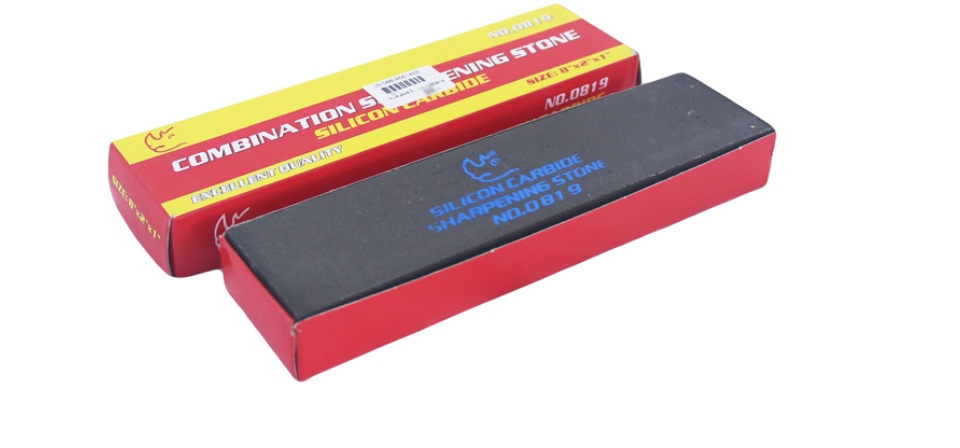 NO.0819
COMBINATION S ENING STONE
SILICON CARBIDE
SIZE: 8"x2"x1"
EXCELLENT QUALITY
SIZE: 8"x2"x1"
NO.0819
SILICON CARBIDE
SHARPENING STONE
NO.0819